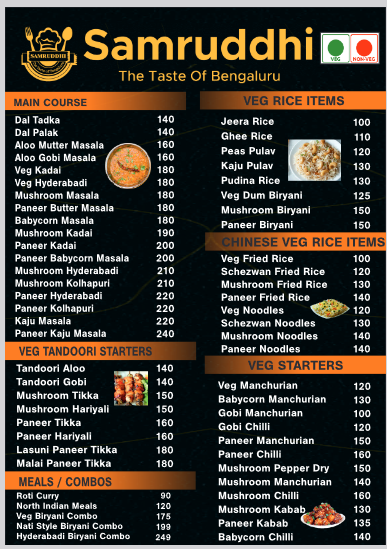 SAMRUDDHI
Samruddhi
VEG
NON-VEG
The Taste Of Bengaluru
MAIN COURSE
Dal Tadka 140
Dal Palak 140
Aloo Mutter Masala 160
Aloo Gobi Masala 160
Veg Kadai 180
Veg Hyderabadi 180
Mushroom Masala 180
Paneer Butter Masala 180
Babycorn Masala 180
Mushroom Kadai 190
Paneer Kadai 200
Paneer Babycorn Masala 200
Mushroom Hyderabadi 210
Mushroom Kolhapuri 210
Paneer Hyderabadi 220
Paneer Kolhapuri 220
Kaju Masala 220
Paneer Kaju Masala 240
VEG TANDOORI STARTERS
Tandoori Aloo 140
Tandoori Gobi 140
Mushroom Tikka 150
Mushroom Hariyali 150
Paneer Tikka 160
Paneer Hariyali 160
Lasuni Paneer Tikka 180
Malai Paneer Tikka 180
MEALS / COMBOS
Roti Curry 90
North Indian Meals 120
Veg Biryani Combo 175
Nati Style Biryani Combo 199
Hyderabadi Biryani Combo 249
VEG RICE ITEMS
Jeera Rice 100
Ghee Rice 110
Peas Pulav 120
Kaju Pulav 130
Pudina Rice 130
Veg Dum Biryani 125
Mushroom Biryani 150
Paneer Biryani 150
CHINESE VEG RICE ITEMS
Veg Fried Rice 100
Schezwan Fried Rice 120
Mushroom Fried Rice 130
Paneer Fried Rice 140
Veg Noodles 120
Schezwan Noodles 130
Mushroom Noodles 140
Paneer Noodles 140
VEG STARTERS
Veg Manchurian 120
Babycorn Manchurian 130
Gobi Manchurian 100
Gobi Chilli 120
Paneer Manchurian 150
Paneer Chilli 160
Mushroom Pepper Dry 150
Mushroom Manchurian 140
Mushroom Chilli 160
Mushroom Kabab 130
Paneer Kabab 135
Babycorn Chilli 140